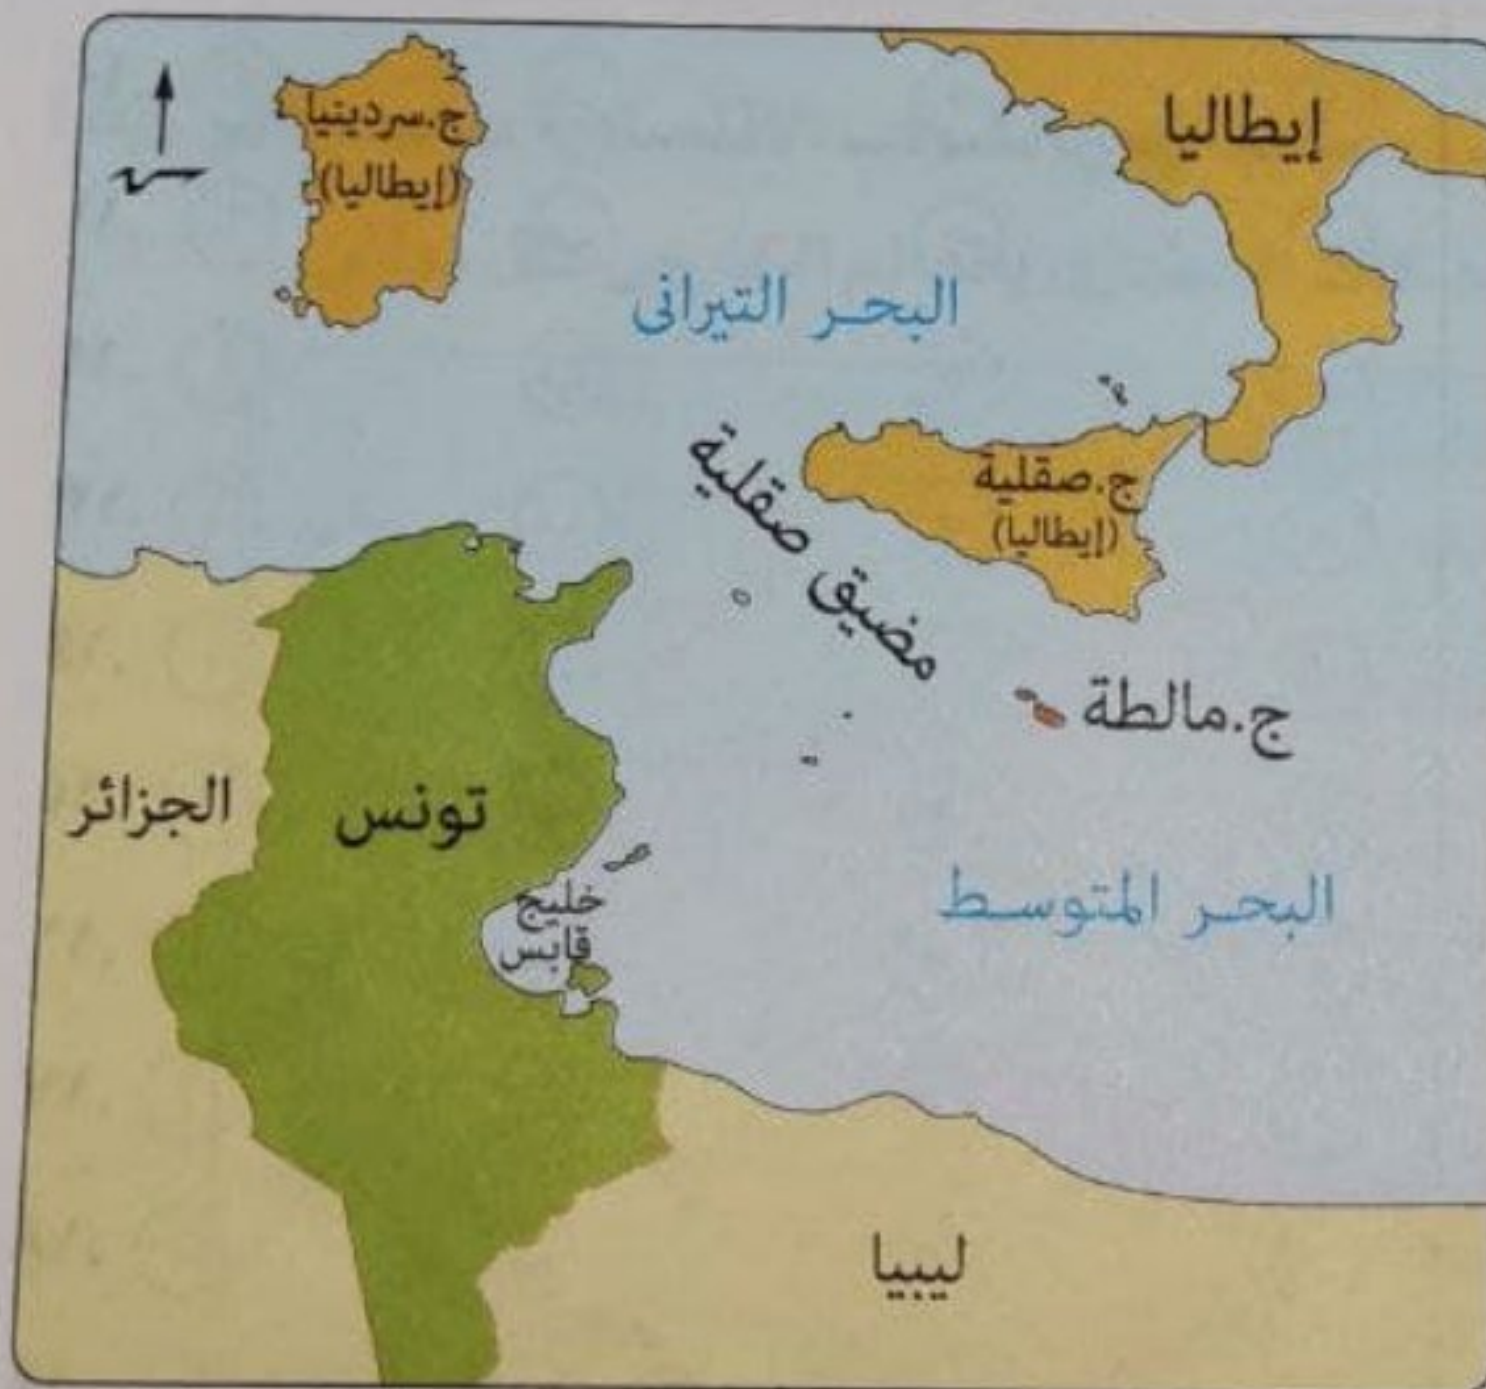 إيطاليا
ج.سردينيا
(إيطاليا)
البحر التيرانى
ج.صقلية
(إيطاليا)
مضيق صقلية
ج.مالطة
الجزائر
تونس
خليج
قابس
البحر المتوسط
ليبيا